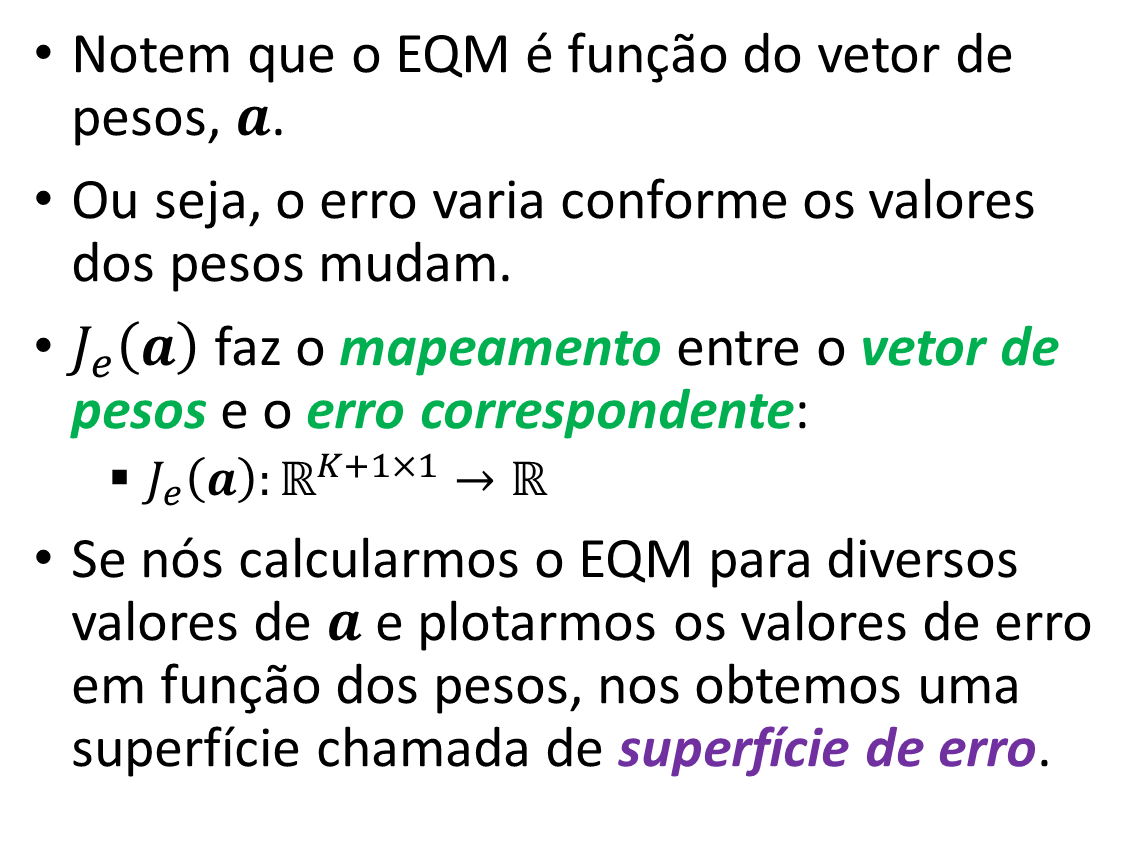 • Notem que o EQM é função do vetor de
pesos, 𝒂.
• Ou seja, o erro varia conforme os valores
dos pesos mudam.
• 𝐽ₑ(𝒂) faz o mapeamento entre o vetor de
pesos e o erro correspondente:
▪ 𝐽ₑ(𝒂): ℝ^{𝐾+1×1} → ℝ
• Se nós calcularmos o EQM para diversos
valores de 𝒂 e plotarmos os valores de erro
em função dos pesos, nos obtemos uma
superfície chamada de superfície de erro.